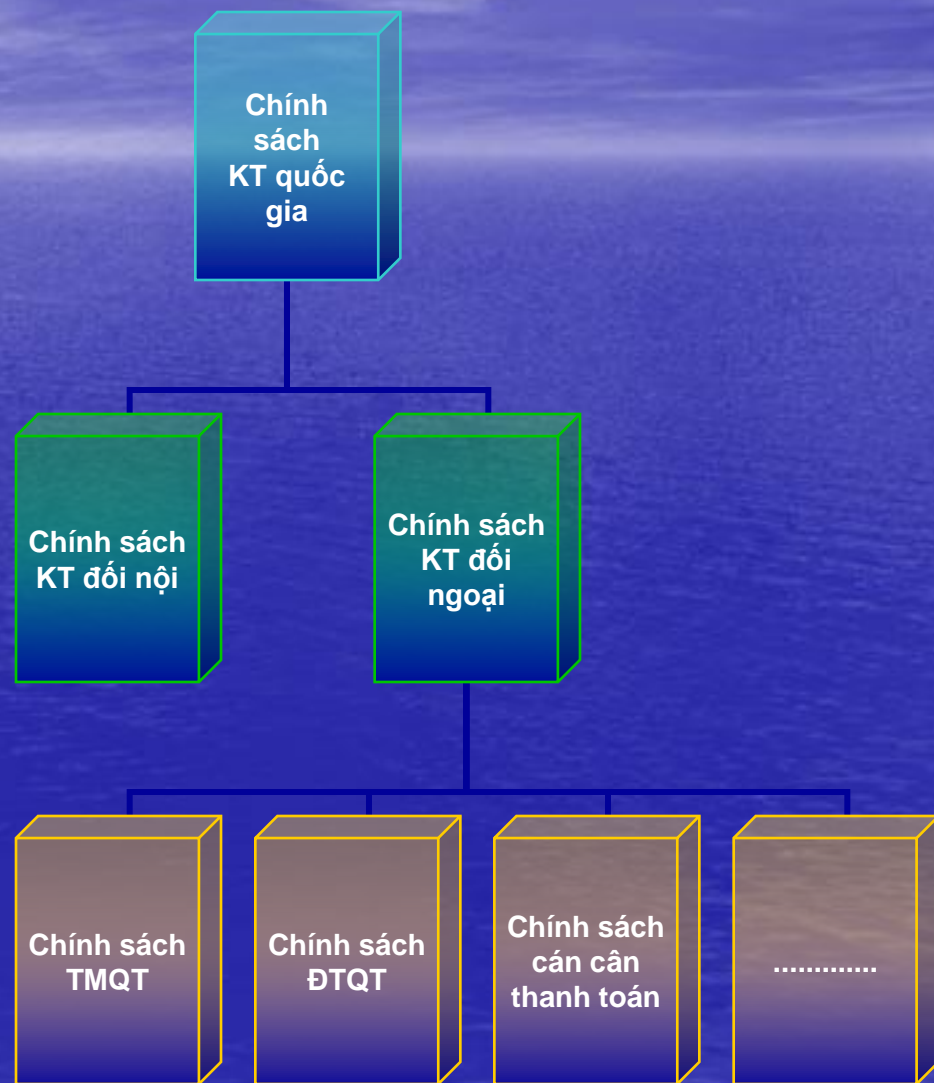 Chính
sách
KT quốc
gia
Chính sách
KT đối nội
Chính sách
KT đối
ngoại
Chính sách
TMQT
Chính sách
ĐTQT
Chính sách
cán cân
thanh toán
.............